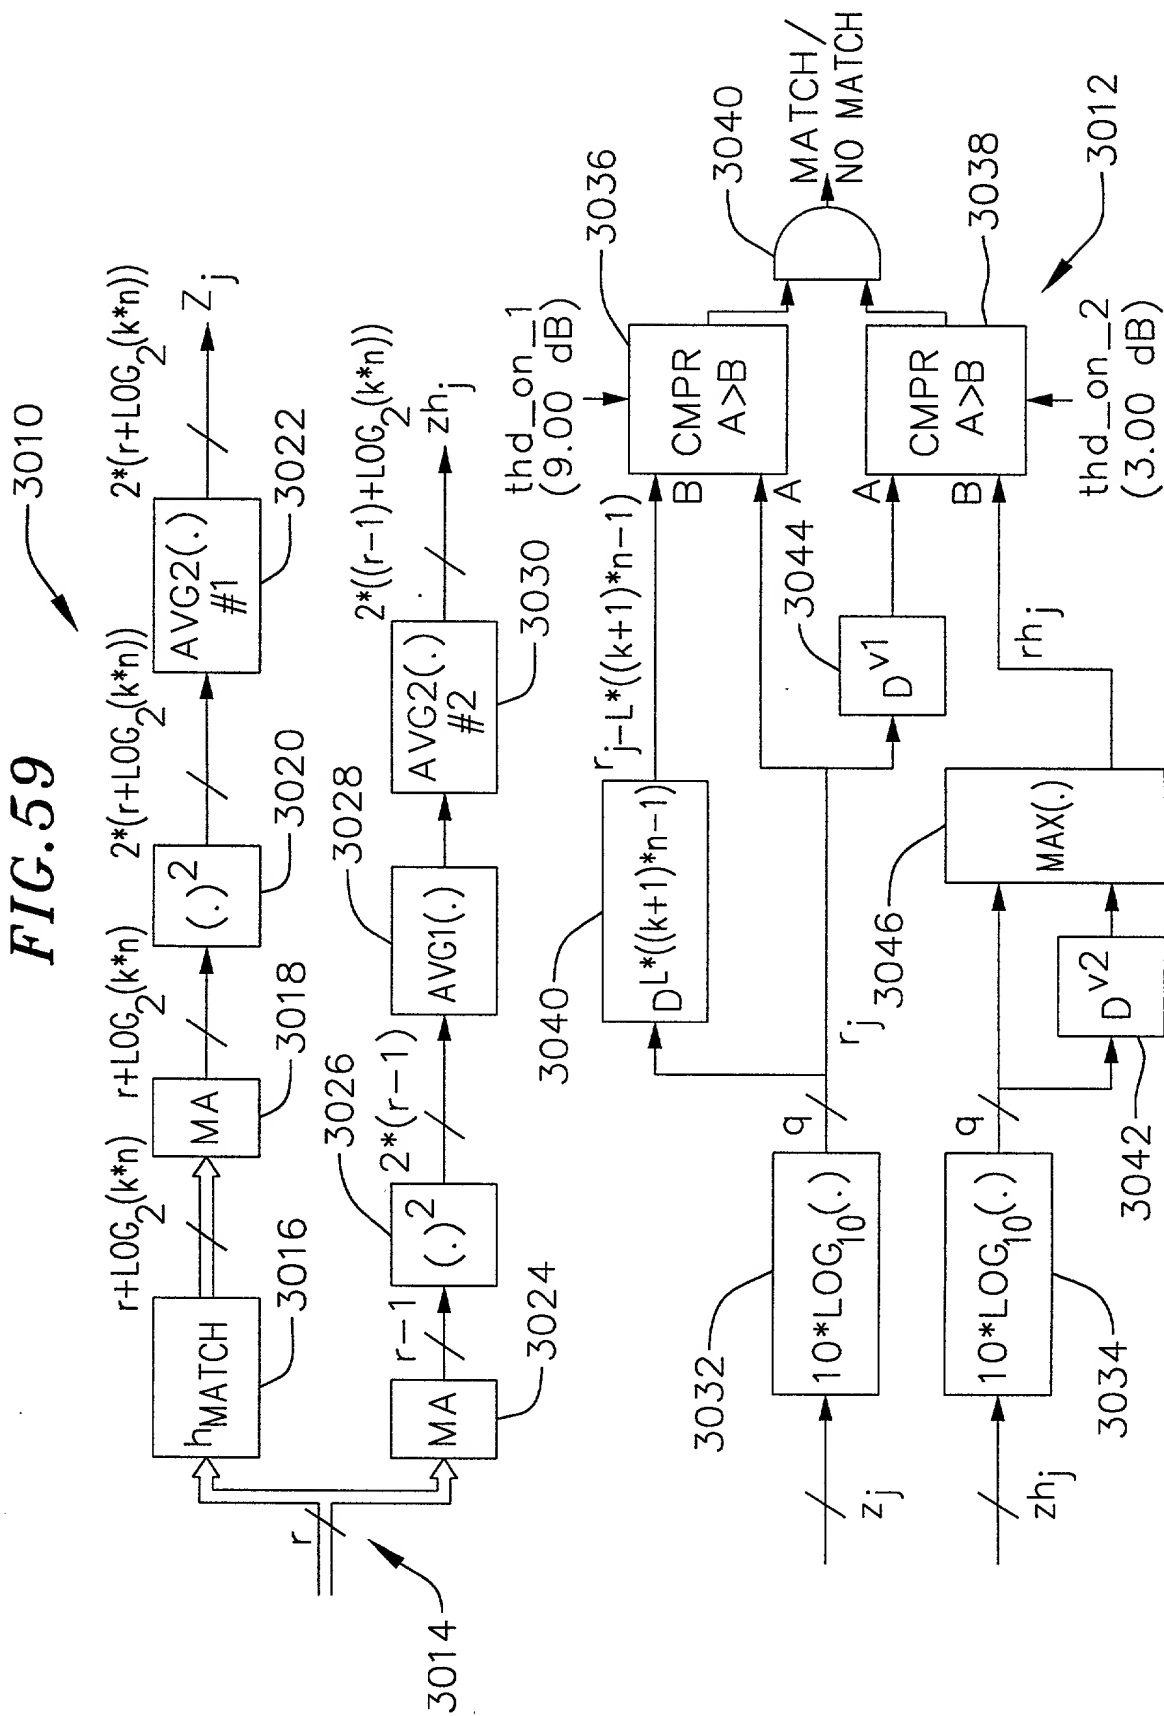 FIG.59
3010
r+LOG2(k*n)
r+LOG2(k*n)
2*(r+LOG2(k*n))
2*(r+LOG2(k*n))
hMATCH
MA
(.)2
AVG2(.)
#1
Zj
3016
3018
3020
3022
r
3014
r-1
2*(r-1)
2*((r-1)+LOG2(k*n))
MA
(.)2
AVG1(.)
AVG2(.)
#2
zhj
3024
3026
3028
3030
3040
DL*((k+1)*n-1)
rj-L*((k+1)*n-1)
thd_on_1
(9.00 dB)
3036
B
A
CMPR
A>B
3032
zj
10*LOG10(.)
q
rj
3044
Dv1
3040
MATCH/
NO MATCH
A
B
CMPR
A>B
3038
thd_on_2
(3.00 dB)
3012
3046
MAX(.)
rhj
zhj
10*LOG10(.)
q
3034
Dv2
3042